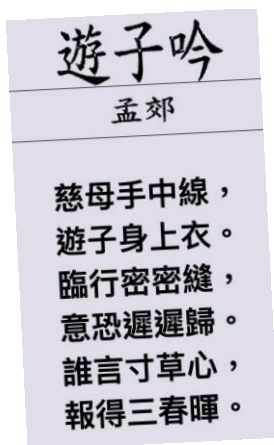 遊子吟
孟郊
慈母手中線，
遊子身上衣。
臨行密密縫，
意恐遲遲歸。
誰言寸草心，
報得三春暉。